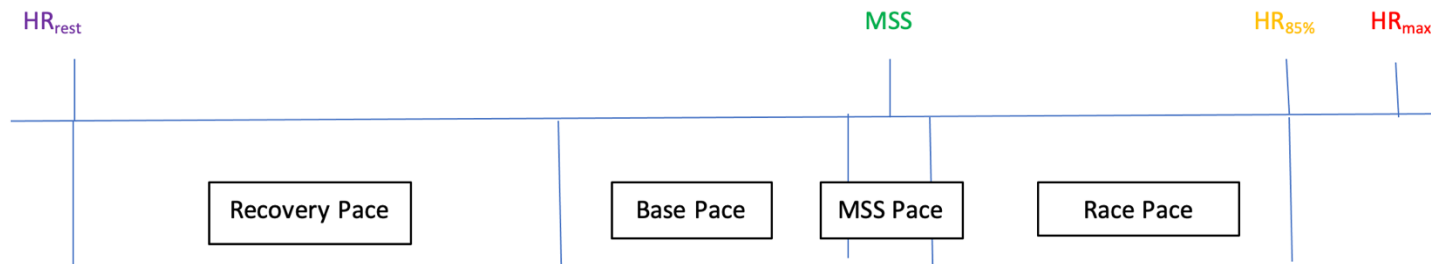 HRrest MSS HR85% HRmax
Recovery Pace Base Pace MSS Pace Race Pace